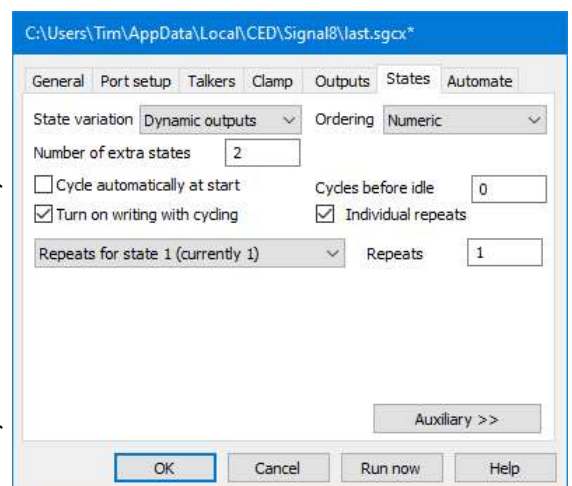 C:\Users\Tim\AppData\Local\CED\Signal8\last.sgcx*
General Port setup Talkers Clamp Outputs States Automate
State variation Dynamic outputs Ordering Numeric
Number of extra states 2
Cycle automatically at start Cycles before idle 0
Turn on writing with cycling Individual repeats
Repeats for state 1 (currently 1) Repeats 1
Auxiliary >>
OK Cancel Run now Help